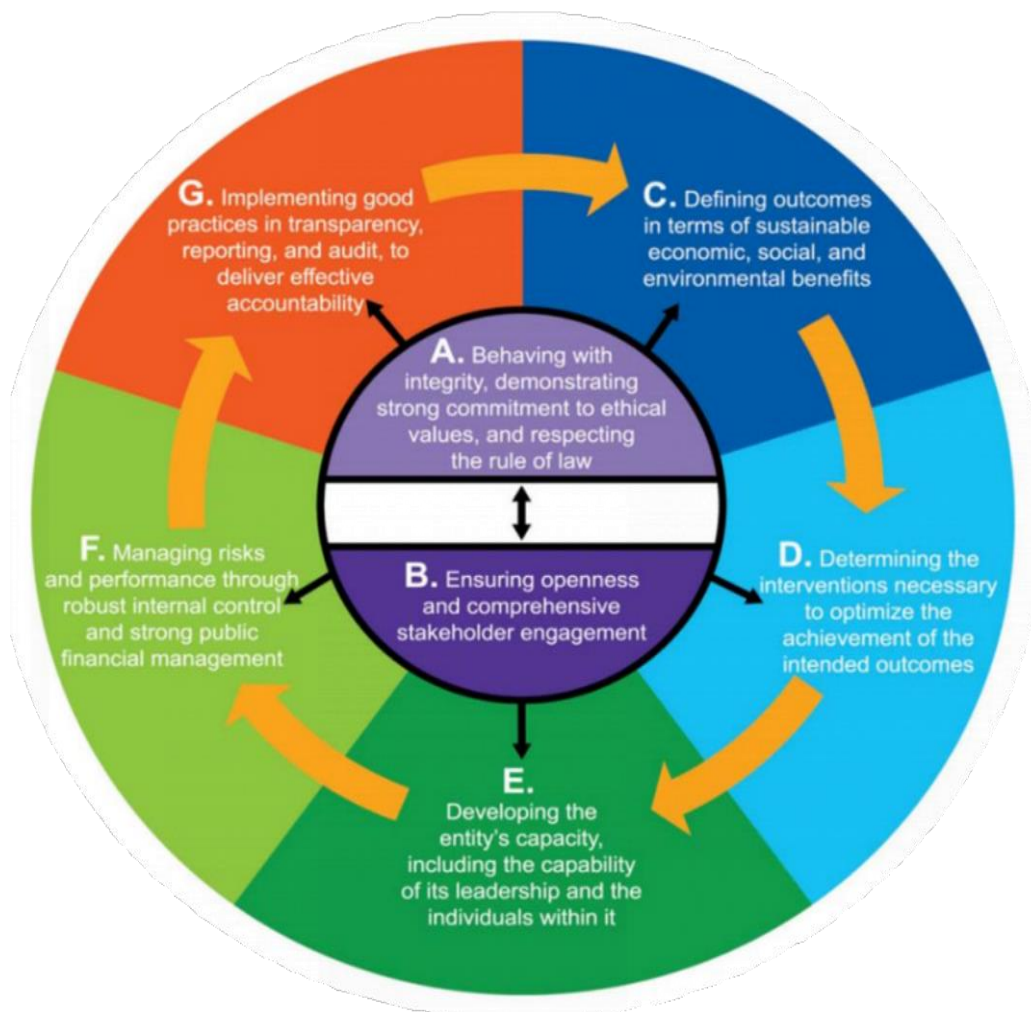 A. Behaving with
integrity, demonstrating
strong commitment to ethical
values, and respecting
the rule of law
B. Ensuring openness
and comprehensive
stakeholder engagement
C. Defining outcomes
in terms of sustainable
economic, social, and
environmental benefits
D. Determining the
interventions necessary
to optimize the
achievement of the
intended outcomes
E.
Developing the
entity's capacity,
including the capability
of its leadership and the
individuals within it
F. Managing risks
and performance through
robust internal control
and strong public
financial management
G. Implementing good
practices in transparency,
reporting, and audit, to
deliver effective
accountability